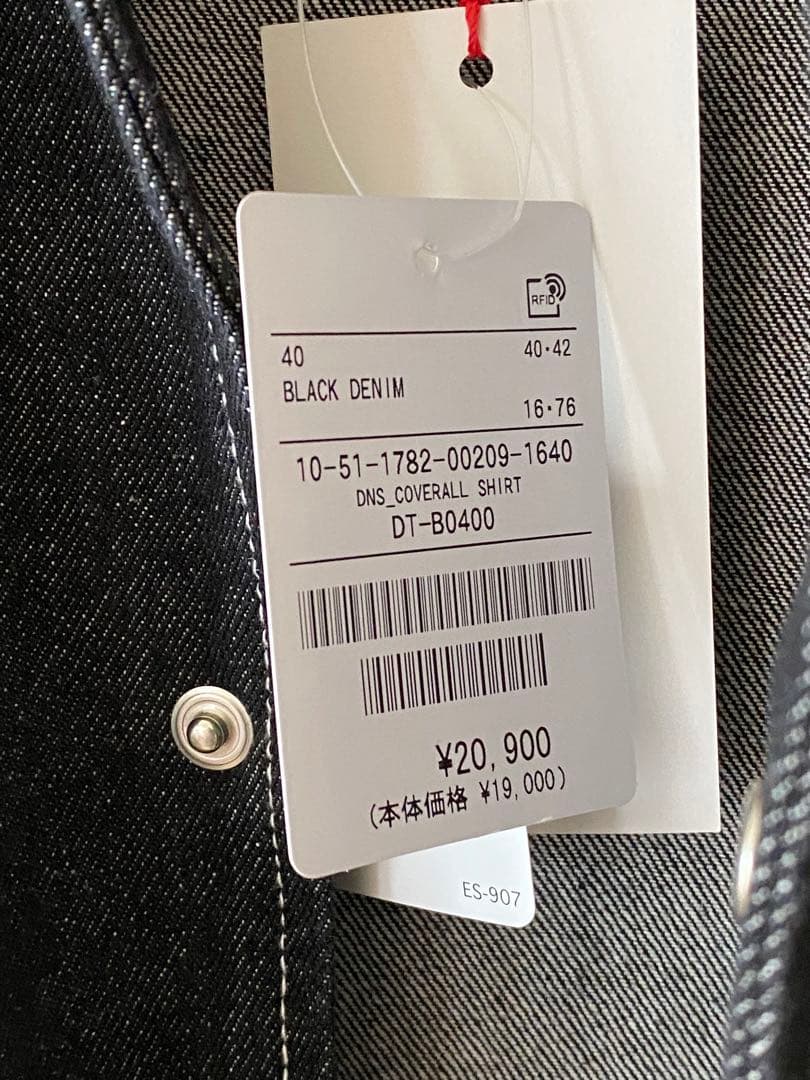 RFID
40 40・42
BLACK DENIM
16・76
10-51-1782-00209-1640
DNS_COVERALL SHIRT
DT-B0400
¥20,900
(本体価格 ¥19,000)
ES-907